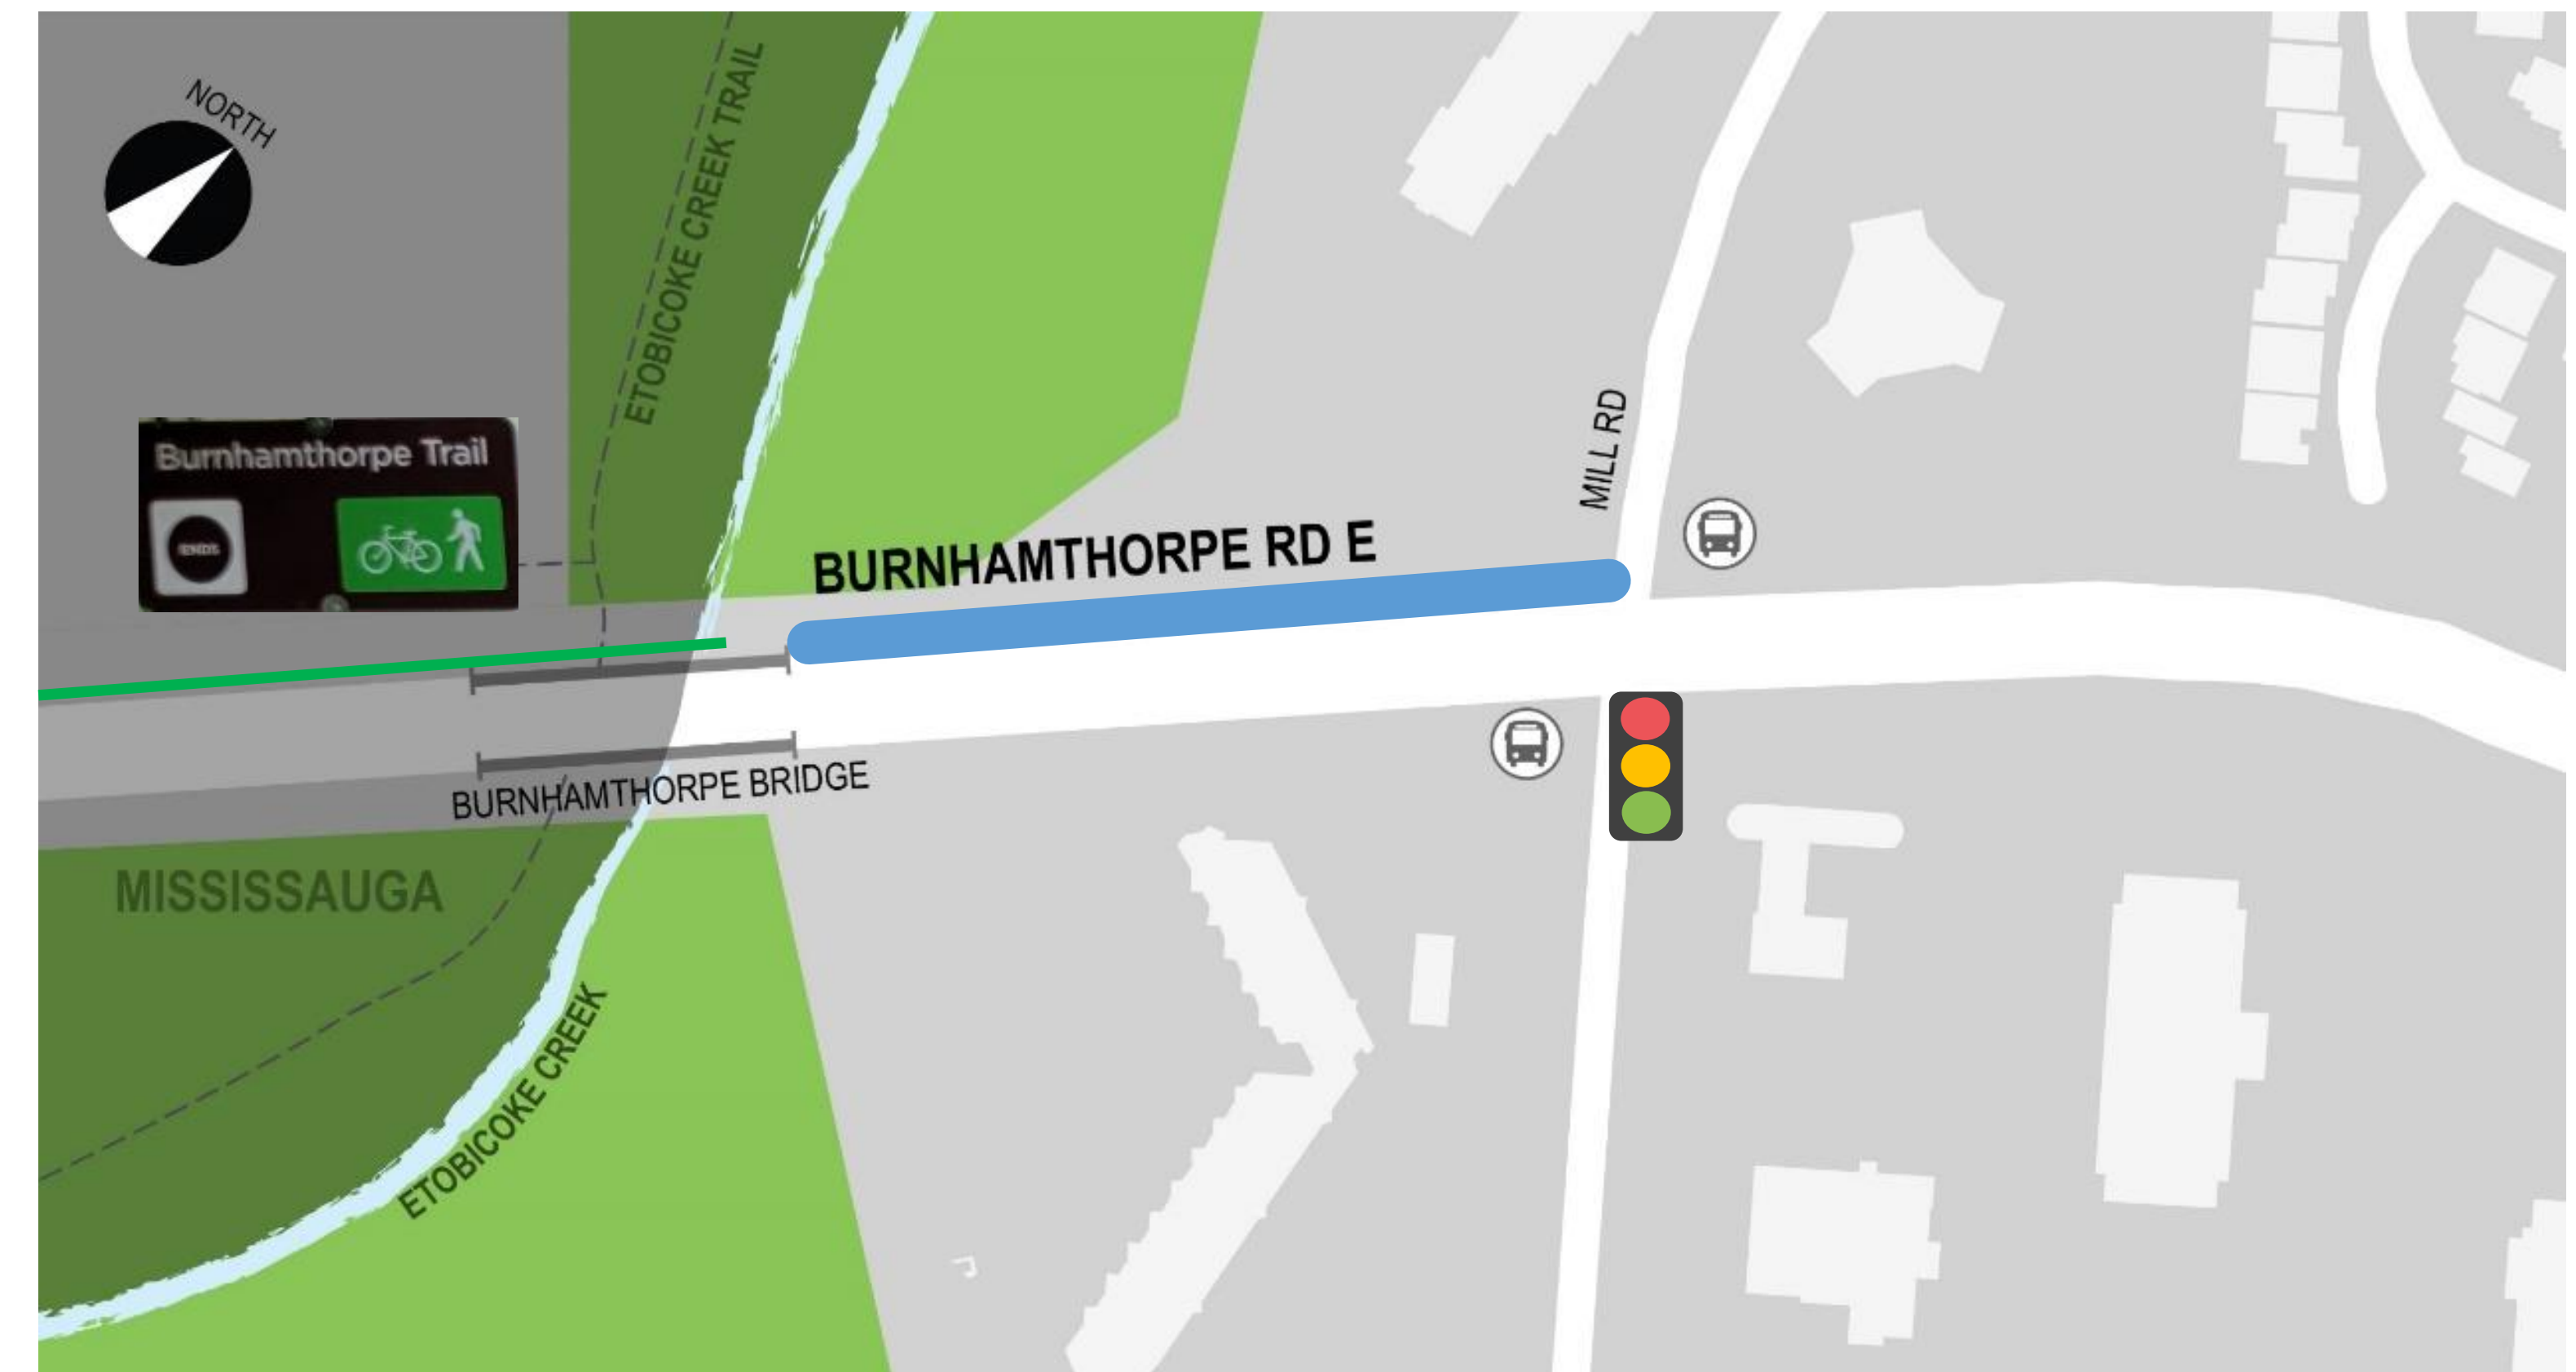 NORTH
ETOBICOKE CREEK TRAIL
Burnhamthorpe Trail
ENDS
MILL RD
BURNHAMTHORPE RD E
BURNHAMTHORPE BRIDGE
MISSISSAUGA
ETOBICOKE CREEK